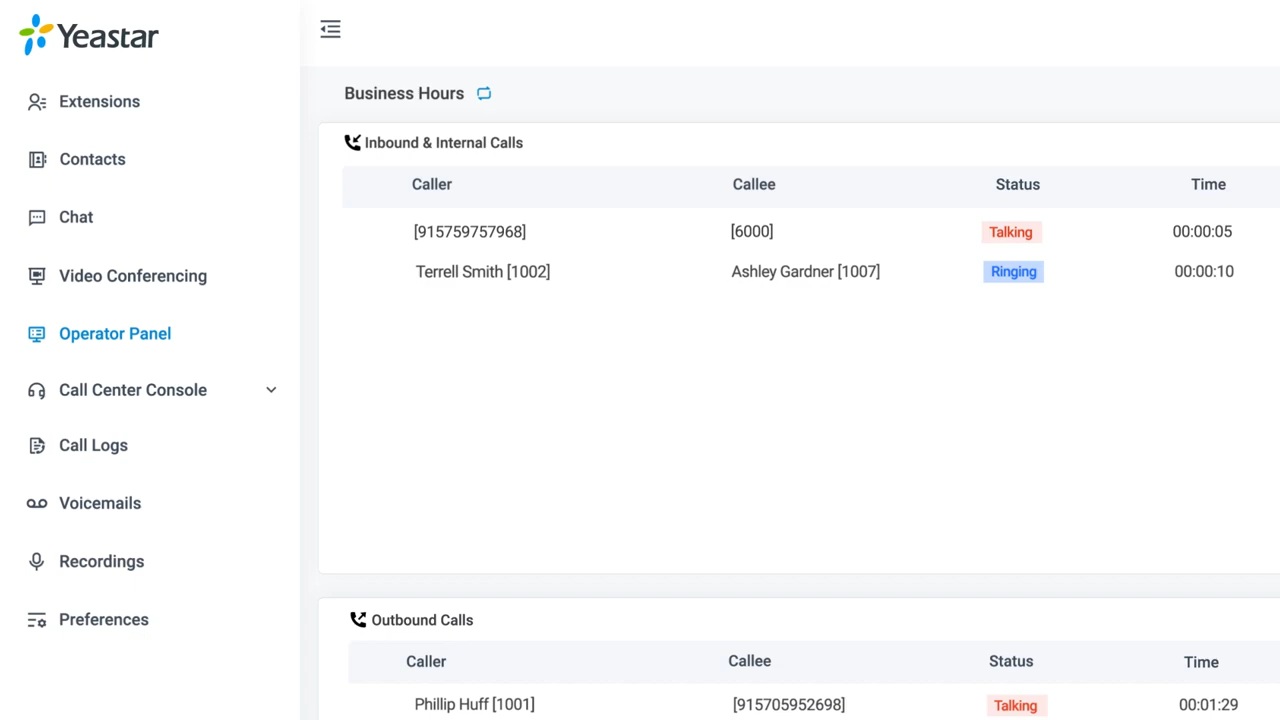 Yeastar
Extensions
Contacts
Chat
Video Conferencing
Operator Panel
Call Center Console
Call Logs
Voicemails
Recordings
Preferences
Business Hours
Inbound & Internal Calls
Caller Callee Status Time
[915759757968] [6000] Talking 00:00:05
Terrell Smith [1002] Ashley Gardner [1007] Ringing 00:00:10
Outbound Calls
Caller Callee Status Time
Phillip Huff [1001] [915705952698] Talking 00:01:29